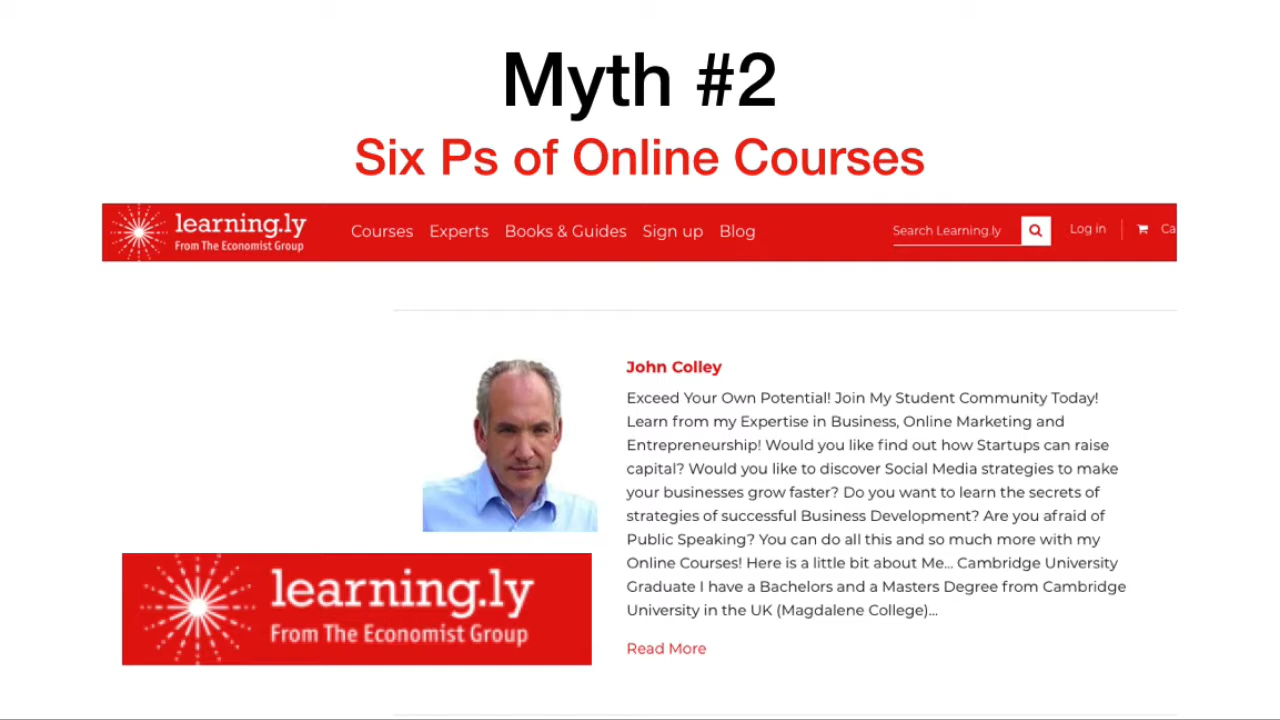 Myth #2
Six Ps of Online Courses
learning.ly
From The Economist Group
Courses Experts Books & Guides Sign up Blog
Search Learning.ly
Log in
Ca
John Colley
Exceed Your Own Potential! Join My Student Community Today!
Learn from my Expertise in Business, Online Marketing and
Entrepreneurship! Would you like find out how Startups can raise
capital? Would you like to discover Social Media strategies to make
your businesses grow faster? Do you want to learn the secrets of
strategies of successful Business Development? Are you afraid of
Public Speaking? You can do all this and so much more with my
Online Courses! Here is a little bit about Me... Cambridge University
Graduate I have a Bachelors and a Masters Degree from Cambridge
University in the UK (Magdalene College)...
Read More
learning.ly
From The Economist Group